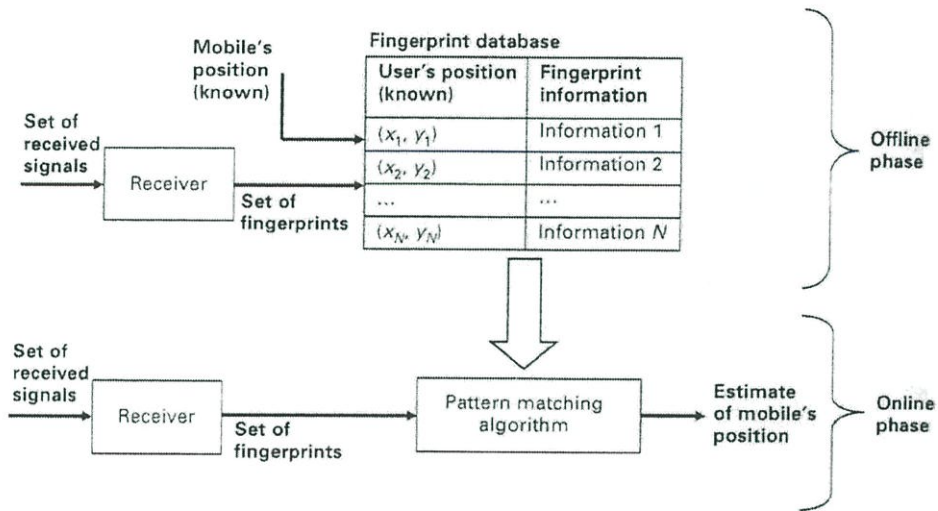 Mobile's
position
(known)
Fingerprint database
User's position
(known)
Fingerprint
information
(x₁, y₁)
Information 1
(x₂, y₂)
Information 2
...
...
(x_N, y_N)
Information N
Set of
received
signals
Receiver
Set of
fingerprints
Offline
phase
Set of
received
signals
Receiver
Set of
fingerprints
Pattern matching
algorithm
Estimate
of mobile's
position
Online
phase